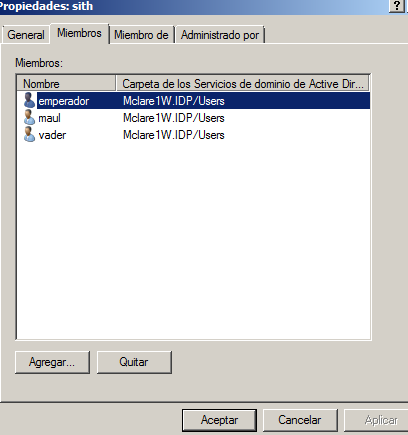 Propiedades: sith
?
General Miembros Miembro de Administrado por
Miembros:
Nombre Carpeta de los Servicios de dominio de Active Dir...
emperador Mclare1W.IDP/Users
maul Mclare1W.IDP/Users
vader Mclare1W.IDP/Users
Agregar... Quitar
Aceptar Cancelar Aplicar